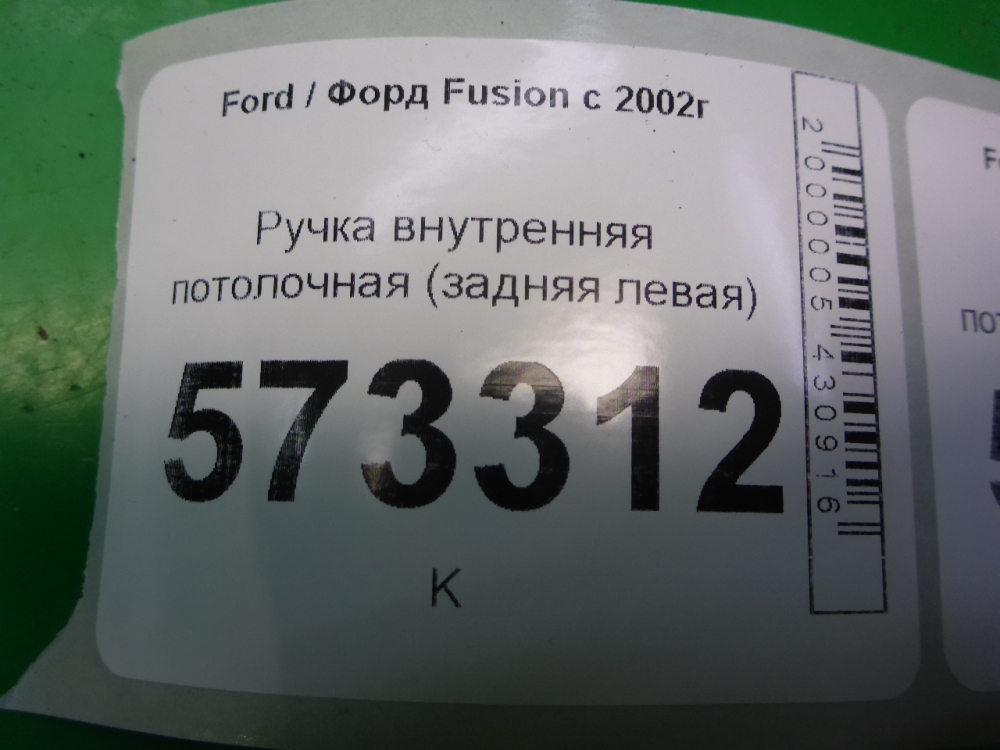 Ford / Форд Fusion с 2002г
Ручка внутренняя
потолочная (задняя левая)
573312
К
2000005430916